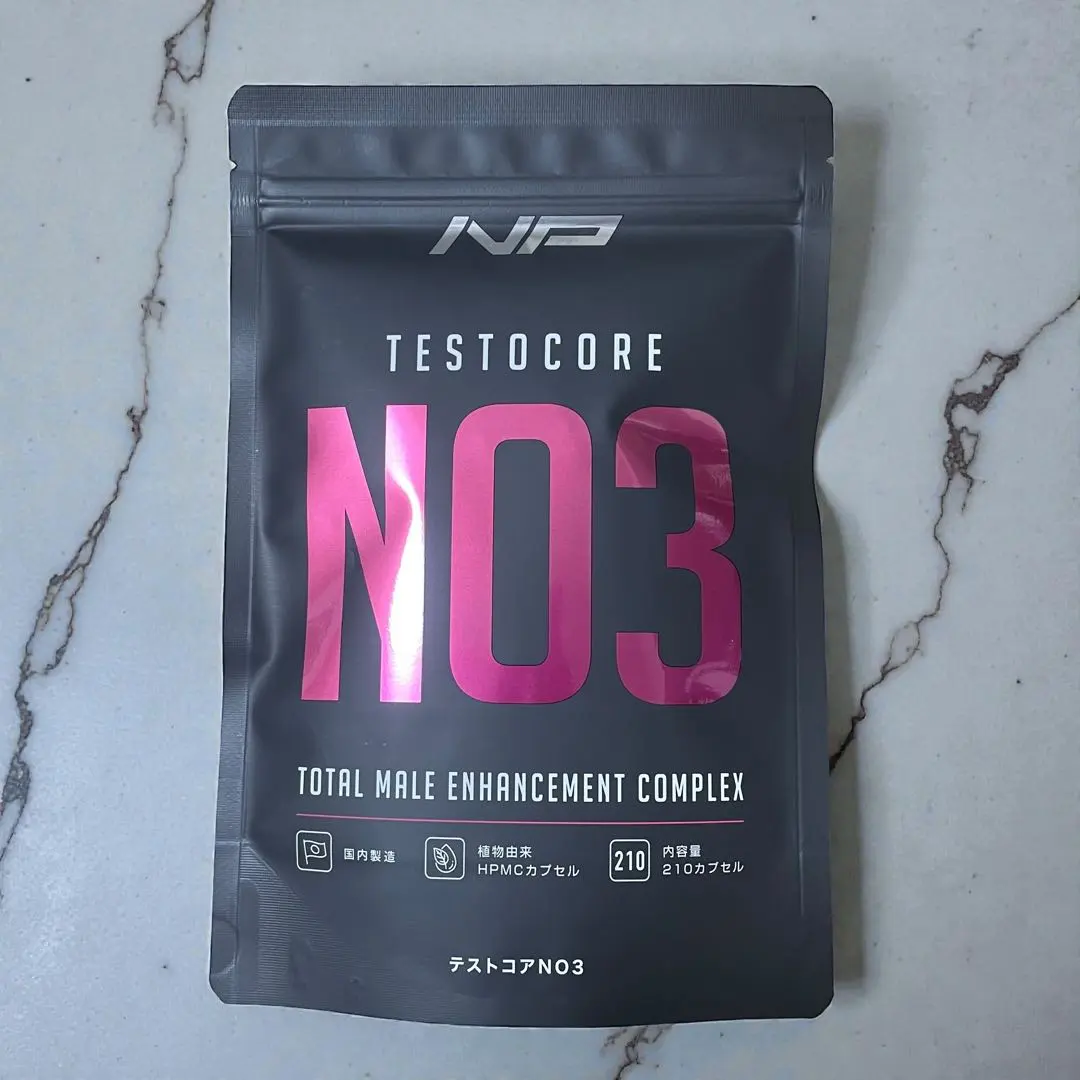 NP
TESTOCORE
NO3
TOTAL MALE ENHANCEMENT COMPLEX
国内製造
植物由来
HPMCカプセル
210
内容量
210カプセル
テストコアNO3